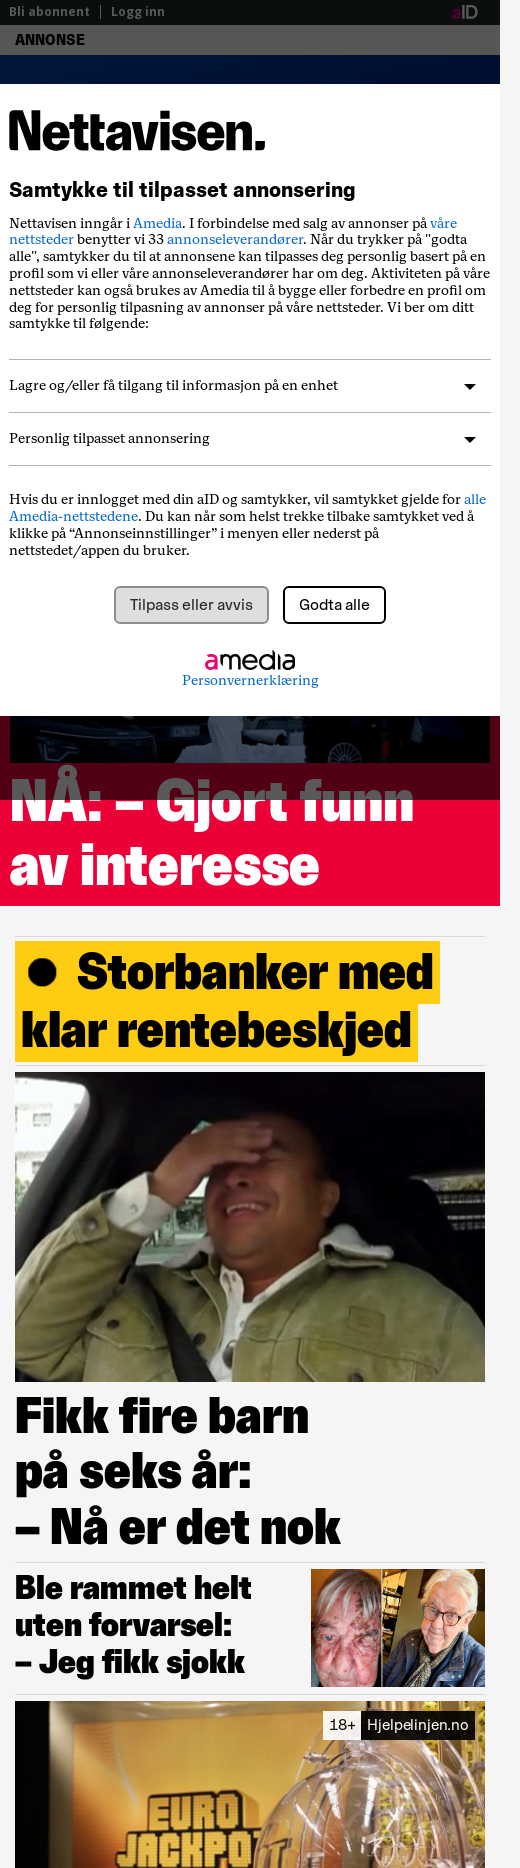 Bli abonnent | Logg inn aID
ANNONSE
Nettavisen.
Samtykke til tilpasset annonsering
Nettavisen inngår i Amedia. I forbindelse med salg av annonser på våre
nettsteder benytter vi 33 annonseleverandører. Når du trykker på "godta
alle", samtykker du til at annonsene kan tilpasses deg personlig basert på en
profil som vi eller våre annonseleverandører har om deg. Aktiviteten på våre
nettsteder kan også brukes av Amedia til å bygge eller forbedre en profil om
deg for personlig tilpasning av annonser på våre nettsteder. Vi ber om ditt
samtykke til følgende:
Lagre og/eller få tilgang til informasjon på en enhet
Personlig tilpasset annonsering
Hvis du er innlogget med din aID og samtykker, vil samtykket gjelde for alle
Amedia-nettstedene. Du kan når som helst trekke tilbake samtykket ved å
klikke på “Annonseinnstillinger” i menyen eller nederst på
nettstedet/appen du bruker.
Tilpass eller avvis Godta alle
amedia
Personvernerklæring
NÅ: – Gjort funn
av interesse
Storbanker med
klar rentebeskjed
Fikk fire barn
på seks år:
– Nå er det nok
Ble rammet helt
uten forvarsel:
– Jeg fikk sjokk
18+ Hjelpelinjen.no
EURO
JACKPOT